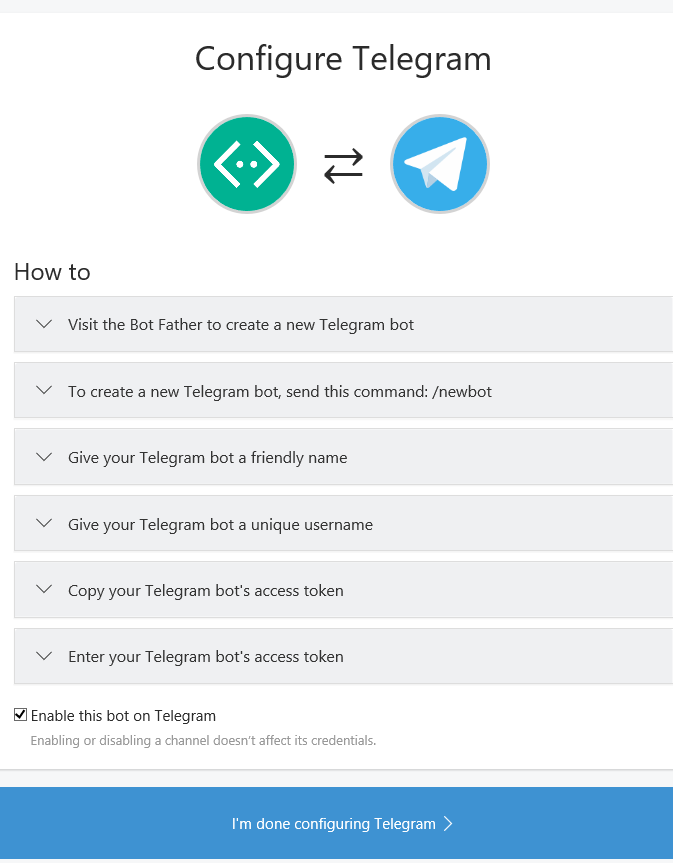 Configure Telegram
How to
Visit the Bot Father to create a new Telegram bot
To create a new Telegram bot, send this command: /newbot
Give your Telegram bot a friendly name
Give your Telegram bot a unique username
Copy your Telegram bot's access token
Enter your Telegram bot's access token
Enable this bot on Telegram
Enabling or disabling a channel doesn't affect its credentials.
I'm done configuring Telegram